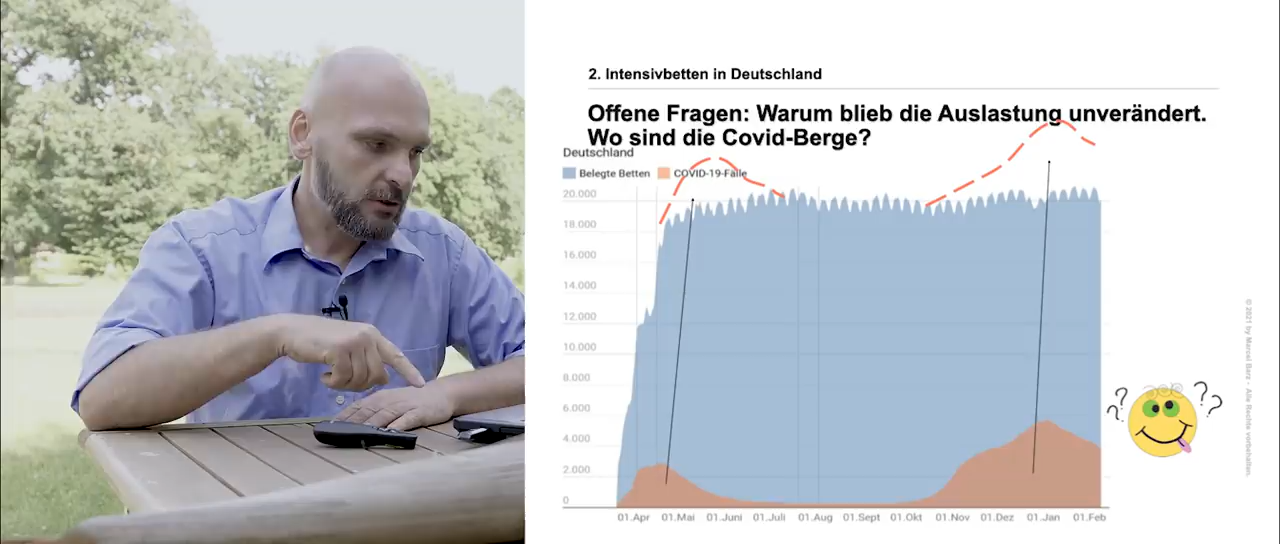 2. Intensivbetten in Deutschland
Offene Fragen: Warum blieb die Auslastung unverändert.
Wo sind die Covid-Berge?
Deutschland
Belegte Betten COVID-19-Fälle
20.000
18.000
16.000
14.000
12.000
10.000
8.000
6.000
4.000
2.000
0
01.Apr 01.Mai 01.Juni 01.Juli 01.Aug 01.Sept 01.Okt 01.Nov 01.Dez 01.Jan 01.Feb
? ? ? ?
© 2021 by Marcel Barz - Alle Rechte vorbehalten.